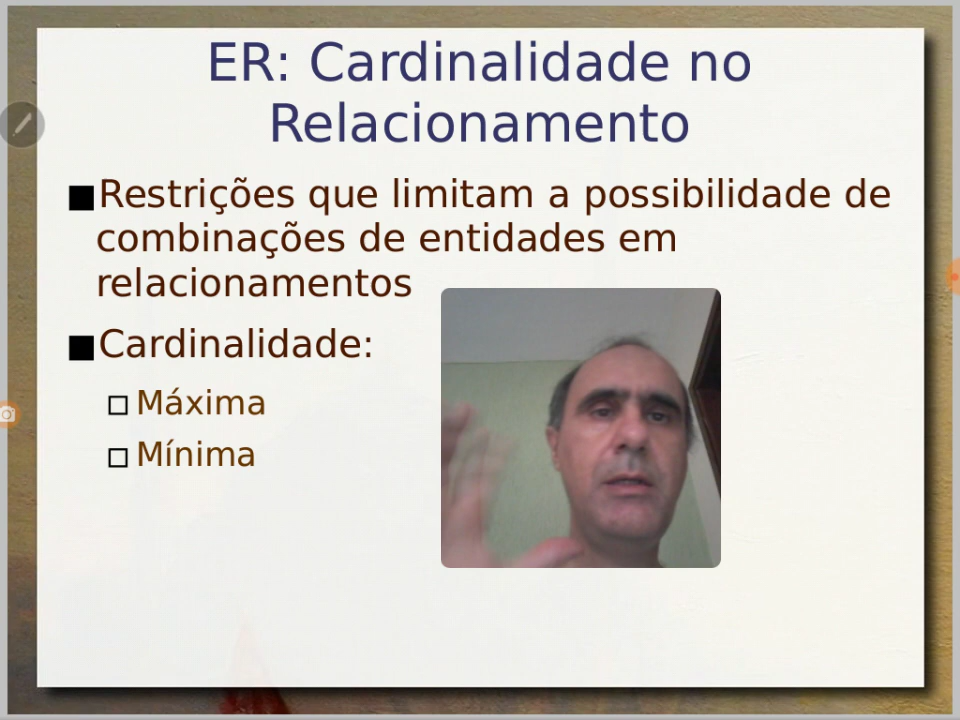 ER: Cardinalidade no
Relacionamento
Restrições que limitam a possibilidade de
combinações de entidades em
relacionamentos
Cardinalidade:
Máxima
Mínima